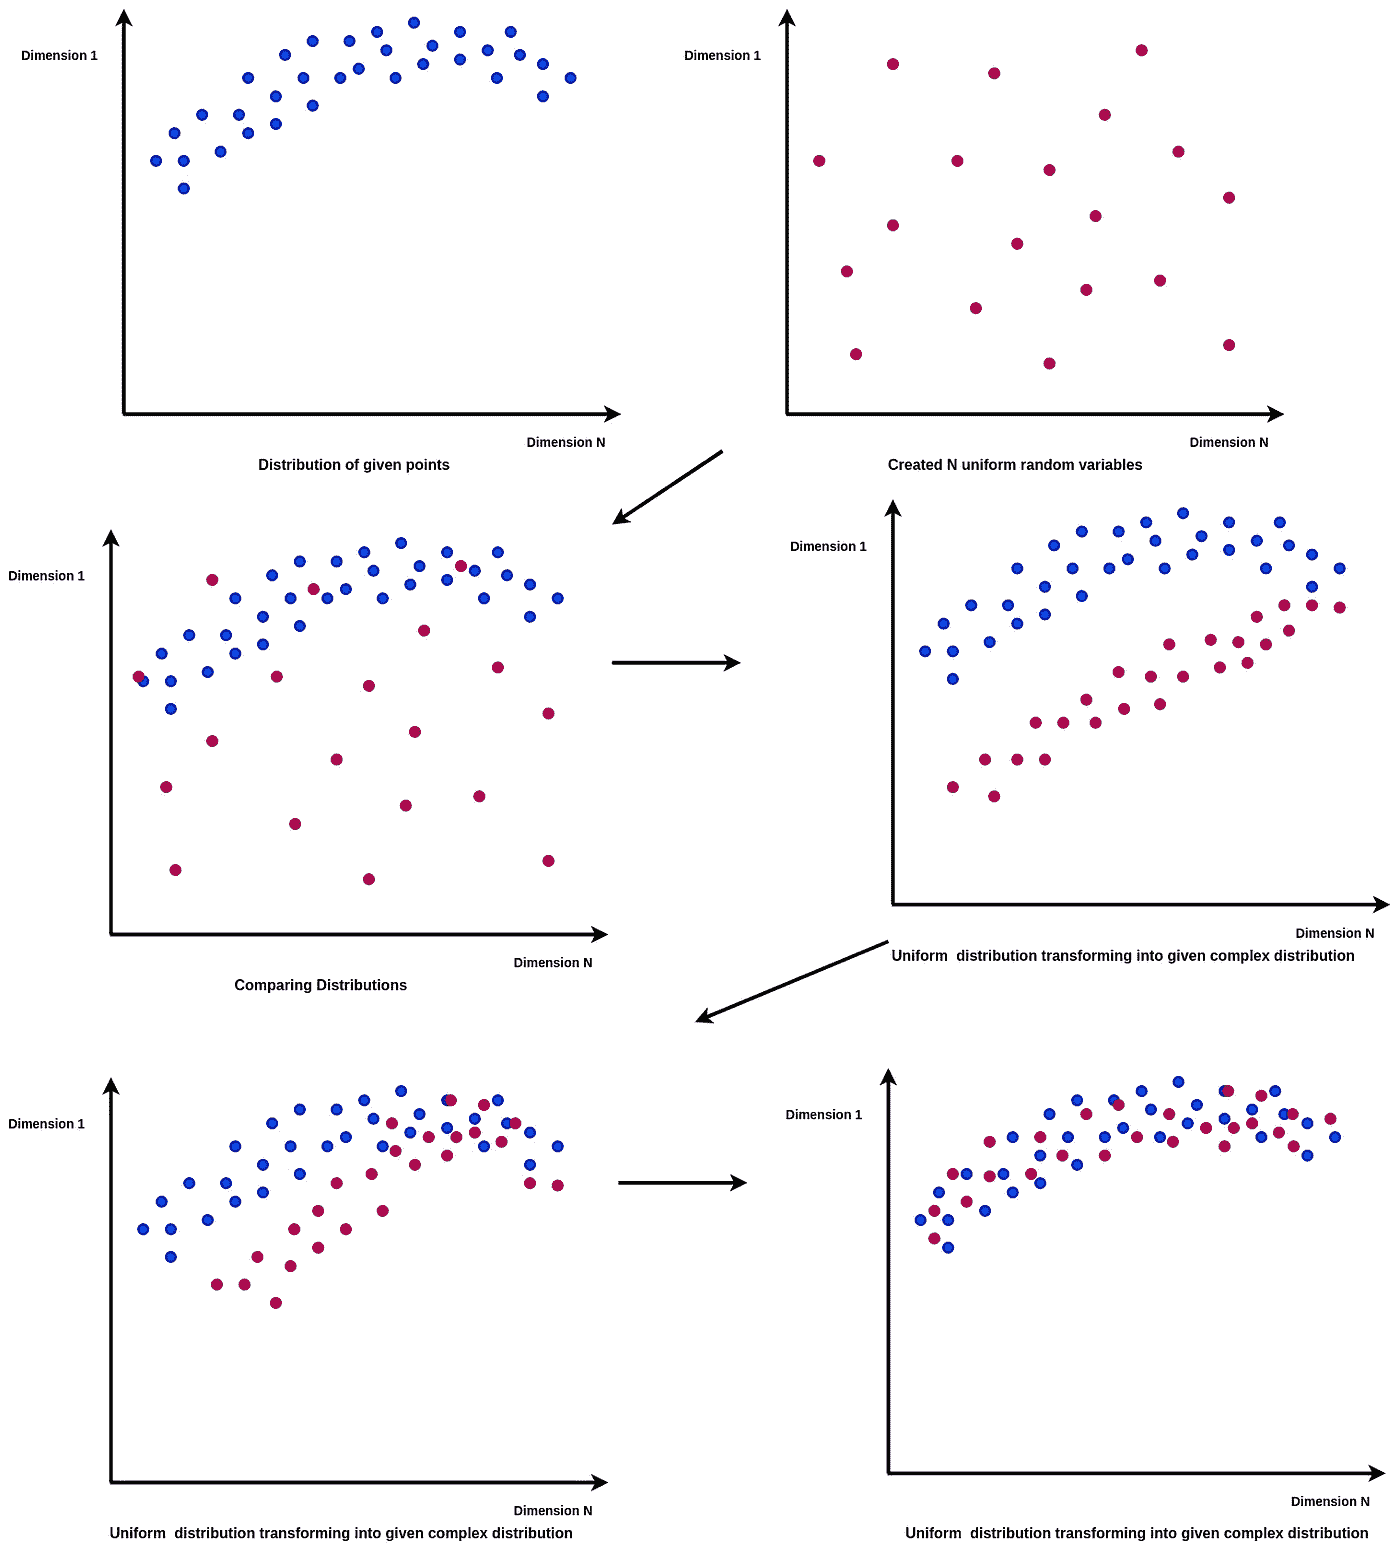 Dimension 1
Dimension N
Distribution of given points
Dimension 1
Dimension N
Created N uniform random variables
Dimension 1
Dimension N
Comparing Distributions
Dimension 1
Dimension N
Uniform  distribution transforming into given complex distribution
Dimension 1
Dimension N
Uniform  distribution transforming into given complex distribution
Dimension 1
Dimension N
Uniform  distribution transforming into given complex distribution